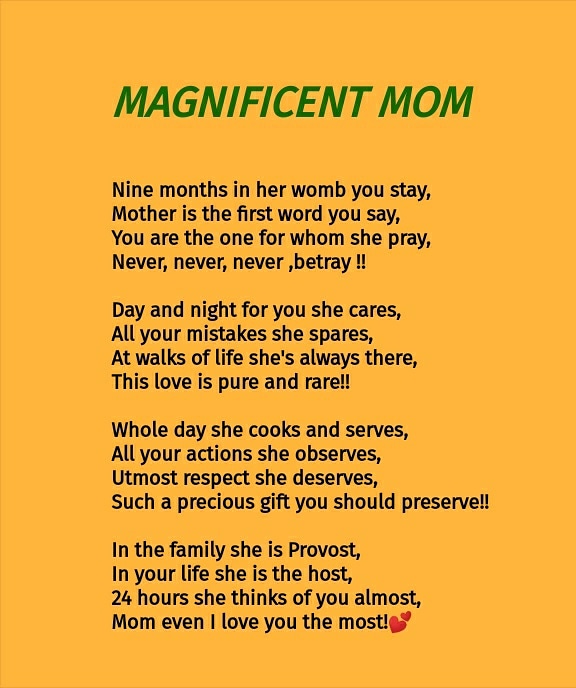 MAGNIFICENT MOM
Nine months in her womb you stay,
Mother is the first word you say,
You are the one for whom she pray,
Never, never, never ,betray !!
Day and night for you she cares,
All your mistakes she spares,
At walks of life she's always there,
This love is pure and rare!!
Whole day she cooks and serves,
All your actions she observes,
Utmost respect she deserves,
Such a precious gift you should preserve!!
In the family she is Provost,
In your life she is the host,
24 hours she thinks of you almost,
Mom even I love you the most!💕